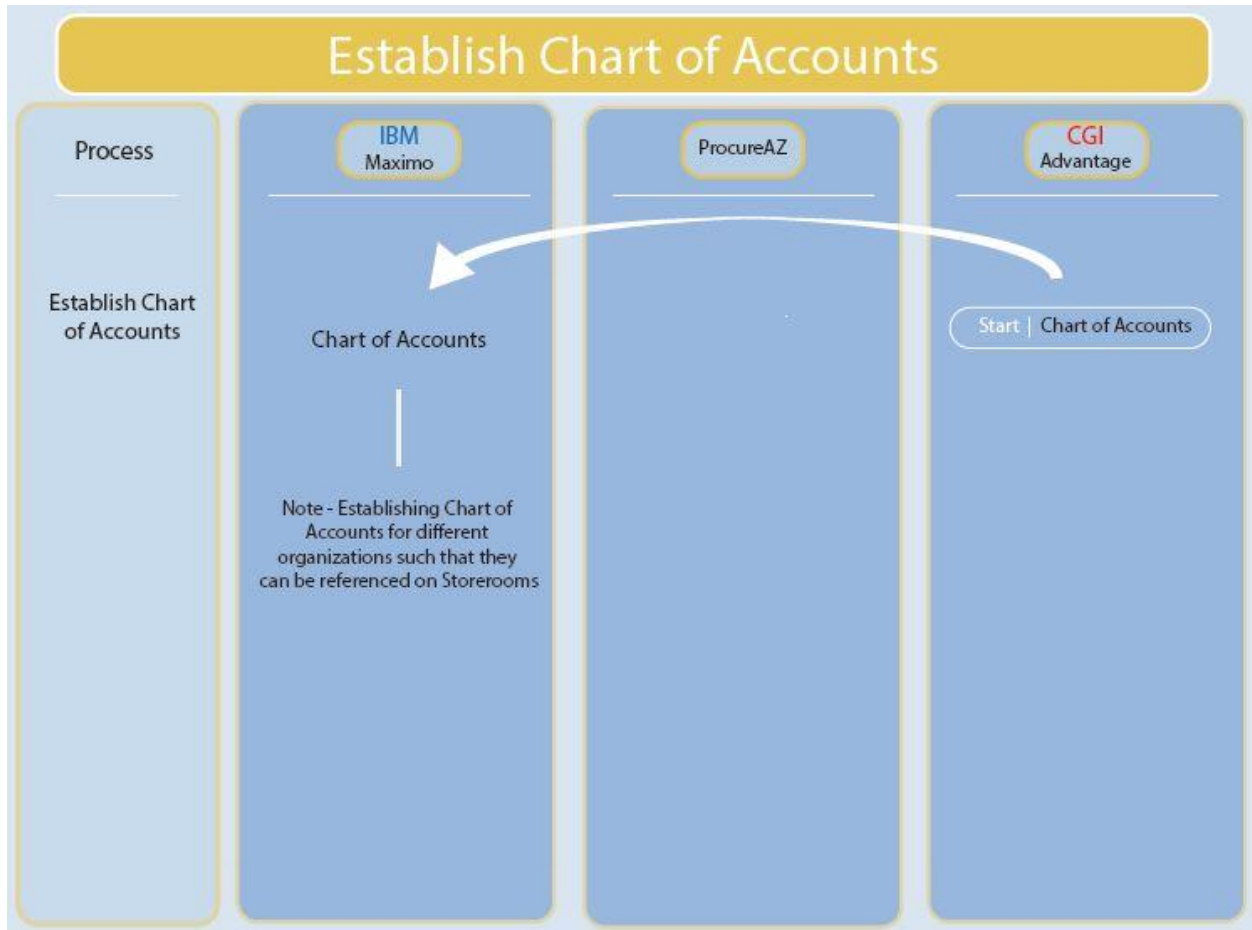 Establish Chart of Accounts
Process
IBM
Maximo
ProcureAZ
CGI
Advantage
Establish Chart
of Accounts
Chart of Accounts
Start | Chart of Accounts
Note - Establishing Chart of
Accounts for different
organizations such that they
can be referenced on Storerooms